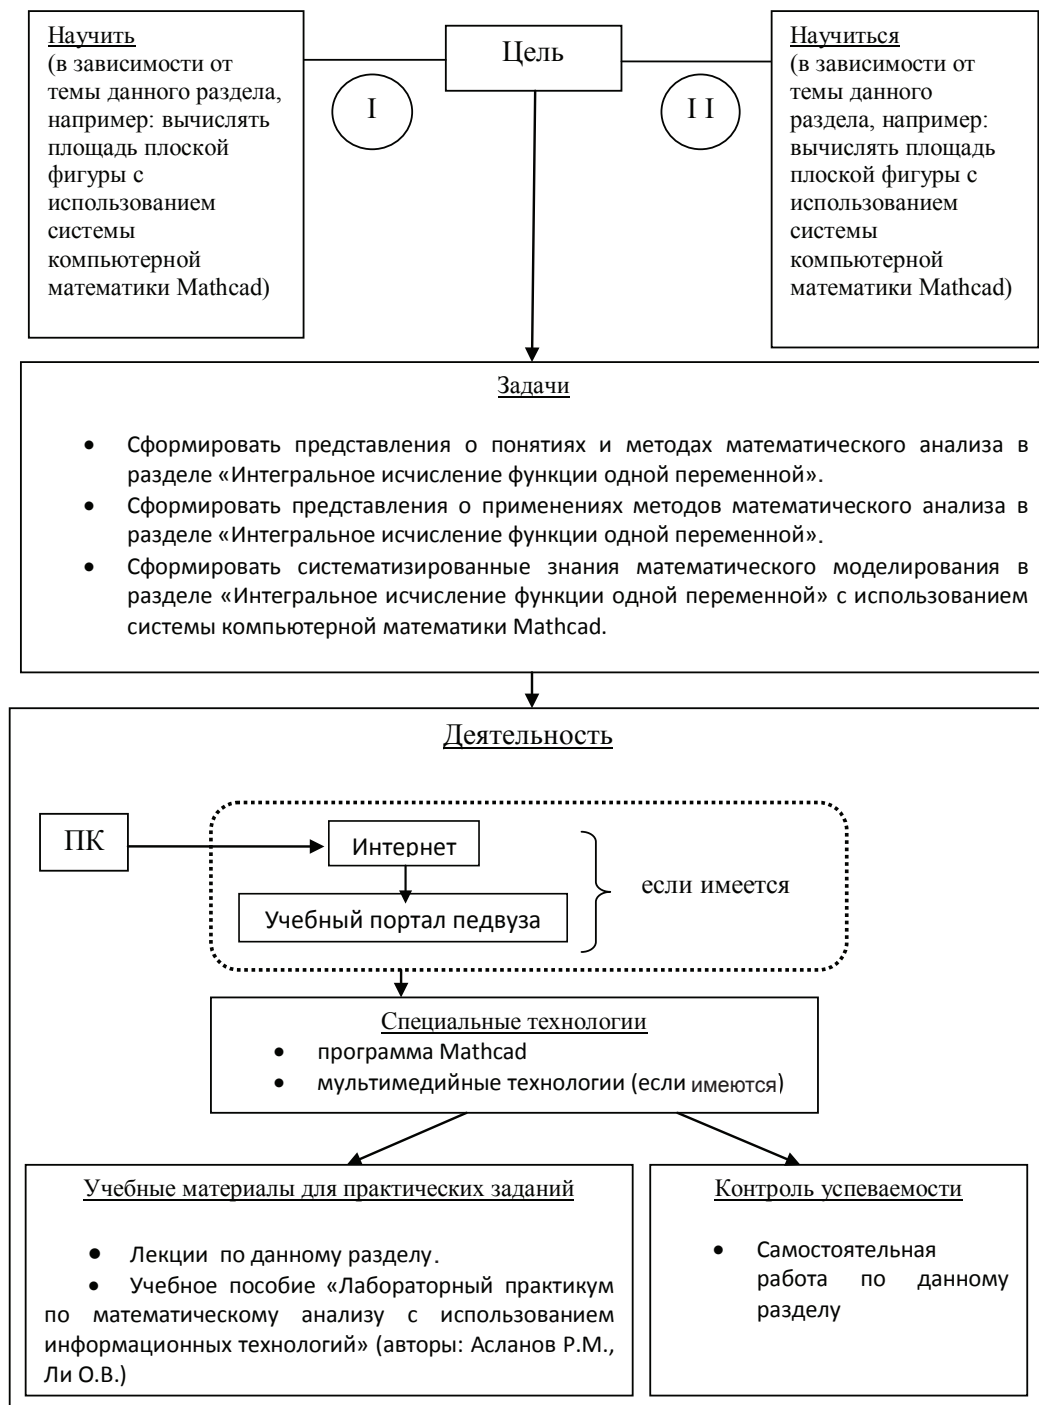 Научить
(в зависимости от
темы данного раздела,
например: вычислять
площадь плоской
фигуры с
использованием
системы
компьютерной
математики Mathcad)
I
Цель
I I
Научиться
(в зависимости от
темы данного
раздела, например:
вычислять площадь
плоской фигуры с
использованием
системы
компьютерной
математики Mathcad)
Задачи
• Сформировать представления о понятиях и методах математического анализа в
разделе «Интегральное исчисление функции одной переменной».
• Сформировать представления о применениях методов математического анализа в
разделе «Интегральное исчисление функции одной переменной».
• Сформировать систематизированные знания математического моделирования в
разделе «Интегральное исчисление функции одной переменной» с использованием
системы компьютерной математики Mathcad.
Деятельность
ПК
Интернет
Учебный портал педвуза
если имеется
Специальные технологии
• программа Mathcad
• мультимедийные технологии (если имеются)
Учебные материалы для практических заданий
• Лекции по данному разделу.
• Учебное пособие «Лабораторный практикум
по математическому анализу с использованием
информационных технологий» (авторы: Асланов Р.М.,
Ли О.В.)
Контроль успеваемости
• Самостоятельная
работа по данному
разделу